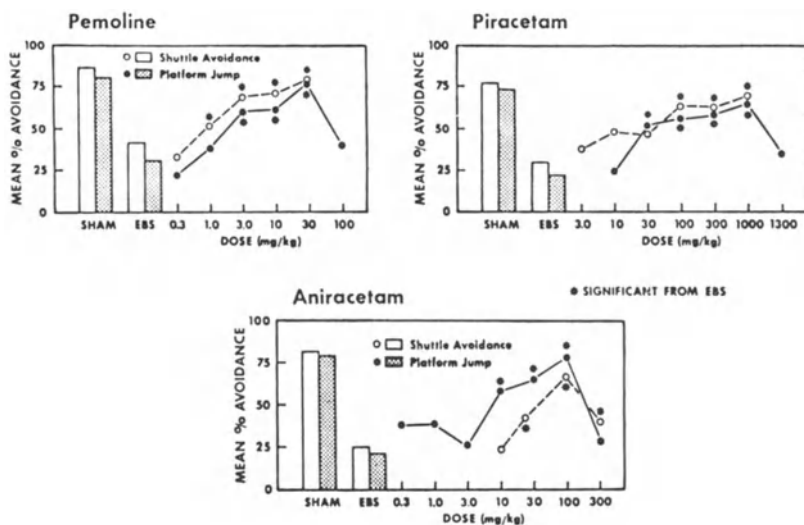 Pemoline
100
75
50
25
0
MEAN % AVOIDANCE
Shuttle Avoidance
Platform Jump
SHAM EBS 0.3 1.0 3.0 10 30 100
DOSE (mg/kg)
Piracetam
100
75
50
25
0
MEAN % AVOIDANCE
SHAM EBS 3.0 10 30 100 300 1000 1300
DOSE (mg/kg)
Aniracetam
SIGNIFICANT FROM EBS
100
75
50
25
0
MEAN % AVOIDANCE
Shuttle Avoidance
Platform Jump
SHAM EBS 0.3 1.0 3.0 10 30 100 300
DOSE (mg/kg)